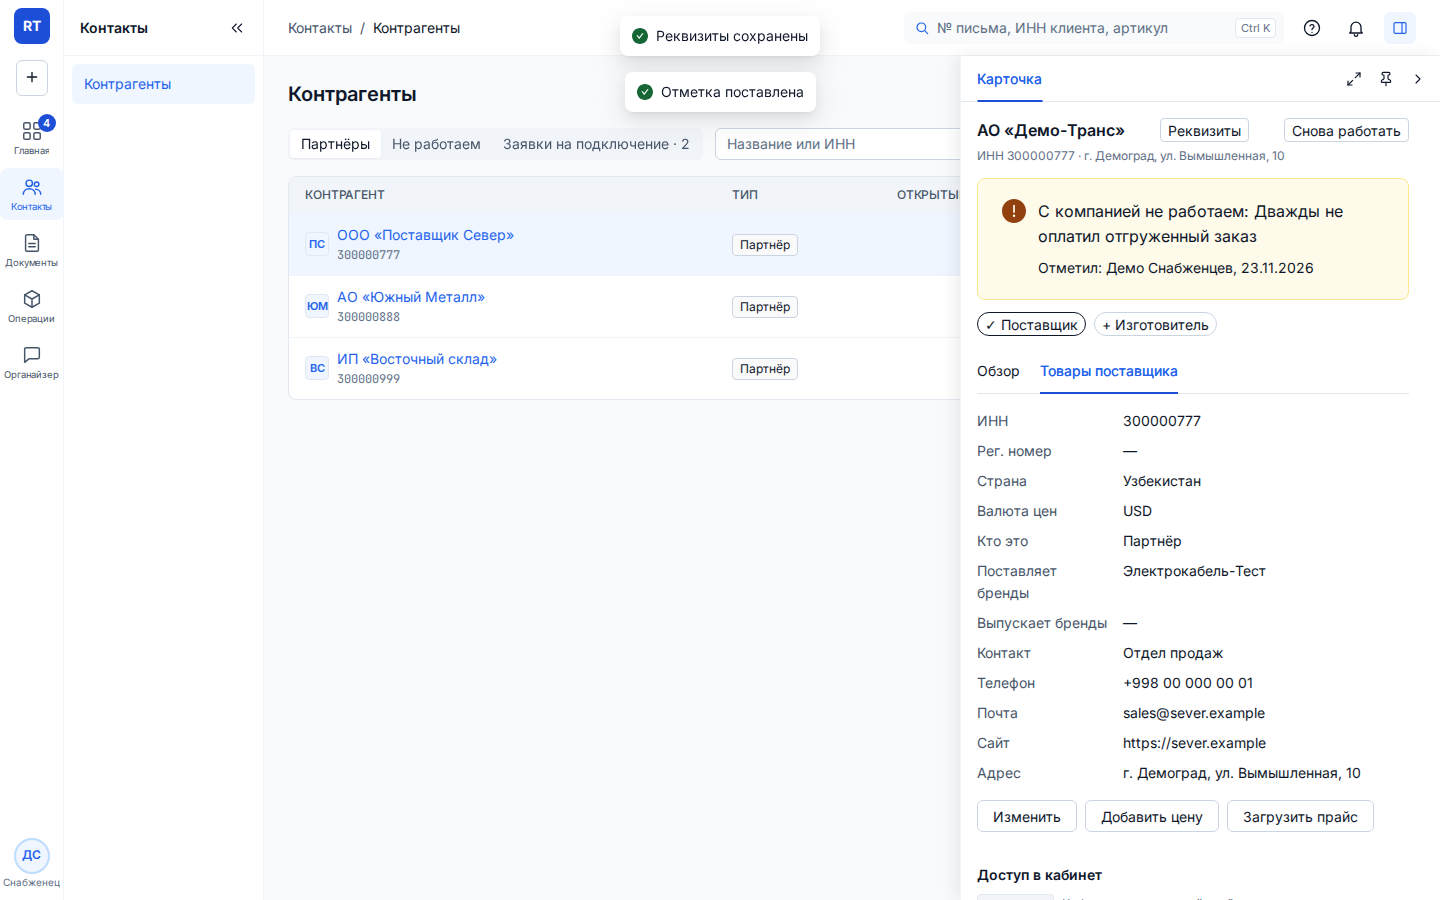 RT
Контакты
Контакты / Контрагенты
Реквизиты сохранены
№ письма, ИНН клиента, артикул
Ctrl K
+
4
Главная
Контакты
Документы
Операции
Органайзер
ДС
Снабженец
Контрагенты
Контрагенты
Отметка поставлена
Партнёры
Не работаем
Заявки на подключение · 2
Название или ИНН
КОНТРАГЕНТ
ТИП
ОТКРЫТЫ
ПС
ООО «Поставщик Север»
300000777
Партнёр
ЮМ
АО «Южный Металл»
300000888
Партнёр
ВС
ИП «Восточный склад»
300000999
Партнёр
Карточка
АО «Демо-Транс»
Реквизиты
Снова работать
ИНН 300000777 · г. Демоград, ул. Вымышленная, 10
С компанией не работаем: Дважды не
оплатил отгруженный заказ
Отметил: Демо Снабженцев, 23.11.2026
✓ Поставщик
+ Изготовитель
Обзор
Товары поставщика
ИНН 300000777
Рег. номер —
Страна Узбекистан
Валюта цен USD
Кто это Партнёр
Поставляет бренды Электрокабель-Тест
Выпускает бренды —
Контакт Отдел продаж
Телефон +998 00 000 00 01
Почта sales@sever.example
Сайт https://sever.example
Адрес г. Демоград, ул. Вымышленная, 10
Изменить
Добавить цену
Загрузить прайс
Доступ в кабинет